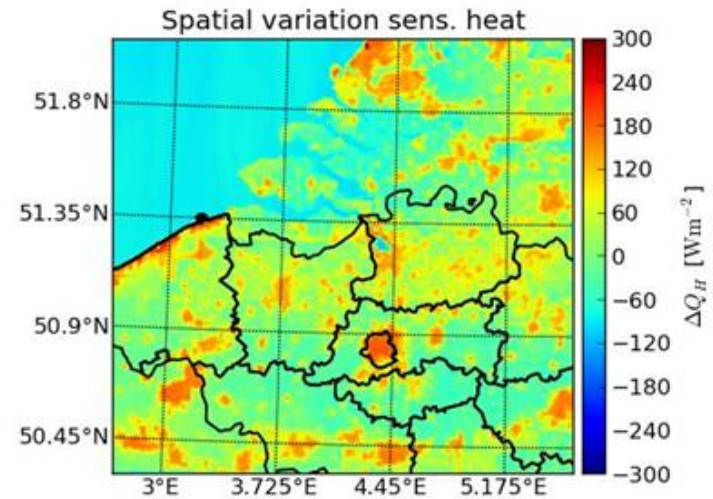 Spatial variation sens. heat
51.8°N
51.35°N
50.9°N
50.45°N
3°E 3.725°E 4.45°E 5.175°E
300
240
180
120
60
0
−60
−120
−180
−240
−300
ΔQ_H [Wm⁻²]